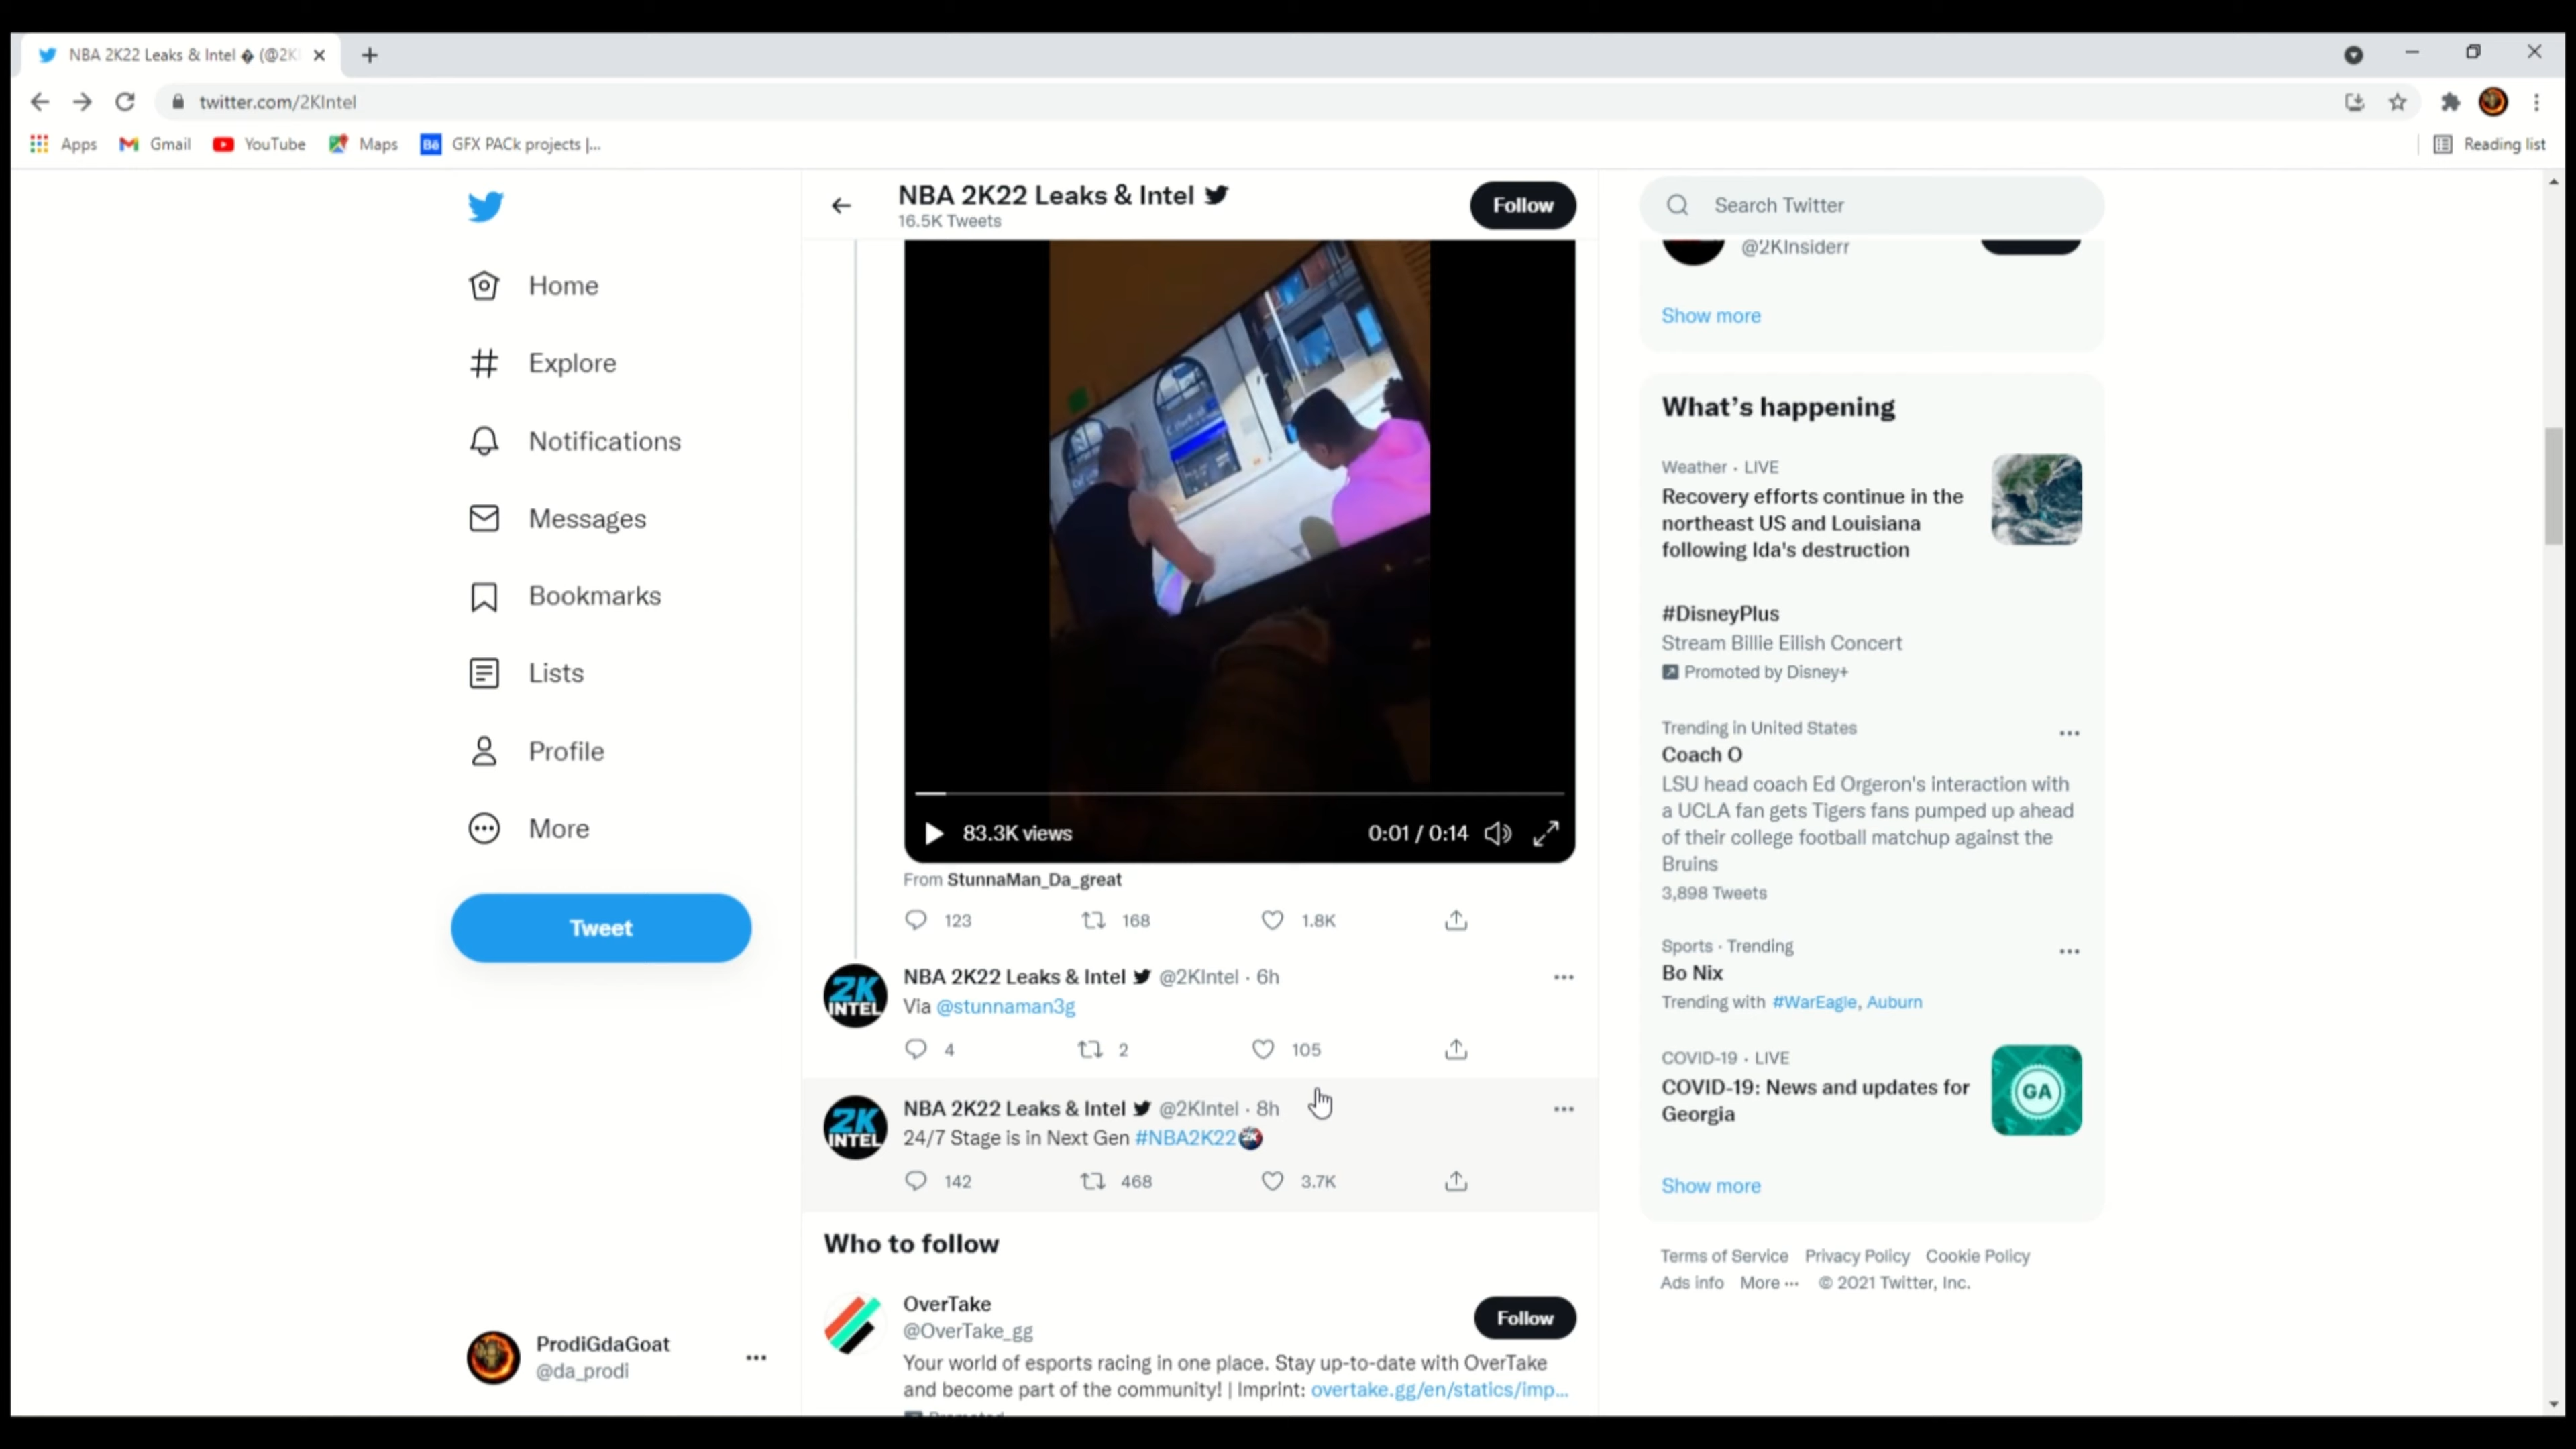 NBA 2K22 Leaks & Intel � (@2K
twitter.com/2KIntel
Apps
Gmail
YouTube
Maps
GFX PACk projects |...
Reading list
Home
Explore
Notifications
Messages
Bookmarks
Lists
Profile
More
Tweet
ProdiGdaGoat
@da_prodi
NBA 2K22 Leaks & Intel
16.5K Tweets
Follow
83.3K views
0:01 / 0:14
From StunnaMan_Da_great
123 168 1.8K
NBA 2K22 Leaks & Intel @2KIntel · 6h
2K
INTEL
Via @stunnaman3g
4 2 105
NBA 2K22 Leaks & Intel @2KIntel · 8h
2K
INTEL
24/7 Stage is in Next Gen #NBA2K22
142 468 3.7K
Who to follow
OverTake
@OverTake_gg
Follow
Your world of esports racing in one place. Stay up-to-date with OverTake
and become part of the community! | Imprint: overtake.gg/en/statics/imp...
Search Twitter
@2KInsiderr
Show more
What's happening
Weather · LIVE
Recovery efforts continue in the
northeast US and Louisiana
following Ida's destruction
#DisneyPlus
Stream Billie Eilish Concert
Promoted by Disney+
Trending in United States
Coach O
LSU head coach Ed Orgeron's interaction with
a UCLA fan gets Tigers fans pumped up ahead
of their college football matchup against the
Bruins
3,898 Tweets
Sports · Trending
Bo Nix
Trending with #WarEagle, Auburn
COVID-19 · LIVE
COVID-19: News and updates for
Georgia
GA
Show more
Terms of Service Privacy Policy Cookie Policy
Ads info More ··· © 2021 Twitter, Inc.